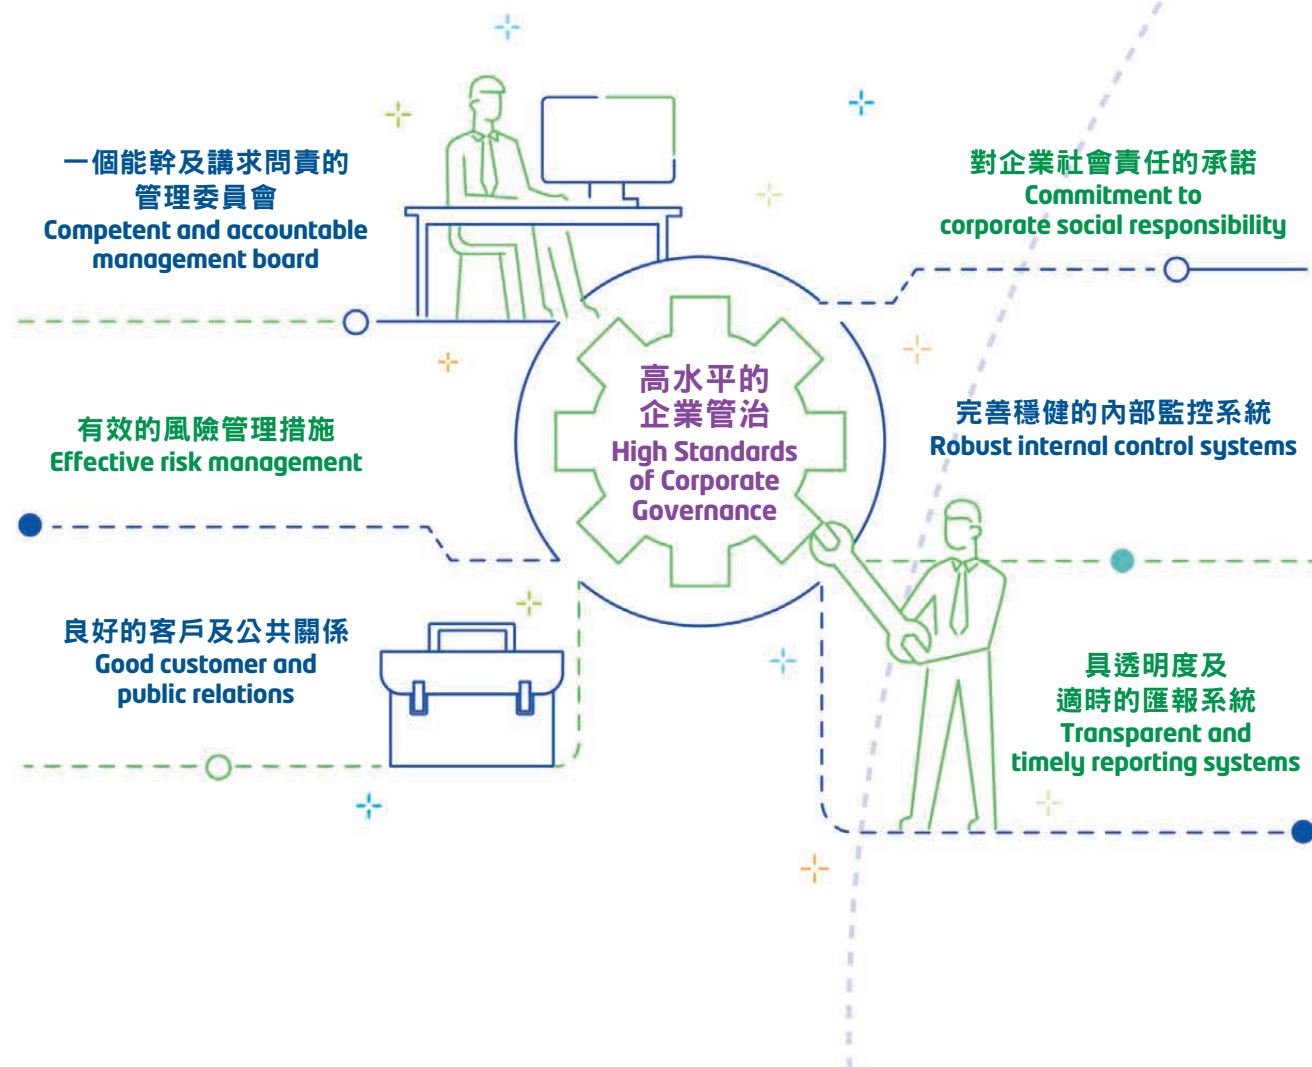 一個能幹及講求問責的
管理委員會
Competent and accountable
management board
有效的風險管理措施
Effective risk management
良好的客戶及公共關係
Good customer and
public relations
高水平的
企業管治
High Standards
of Corporate
Governance
對企業社會責任的承諾
Commitment to
corporate social responsibility
完善穩健的內部監控系統
Robust internal control systems
具透明度及
適時的匯報系統
Transparent and
timely reporting systems